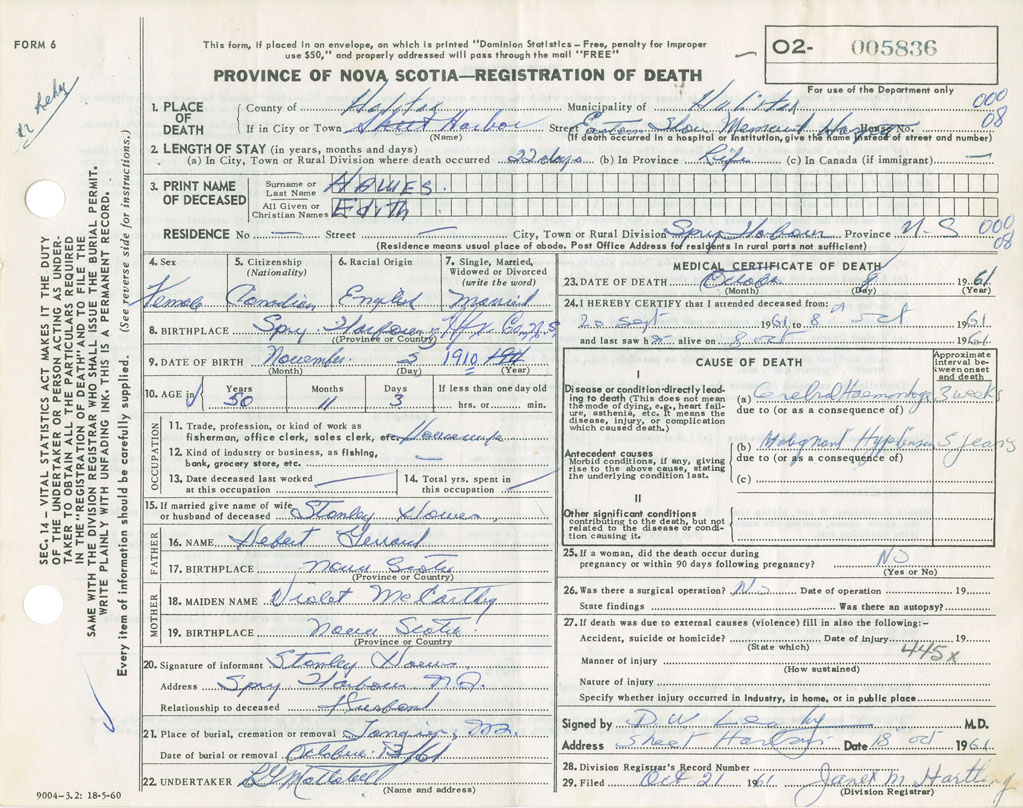 FORM 6
This form, if placed in an envelope, on which is printed "Dominion Statistics – Free, penalty for improper
use $50," and properly addressed will pass through the mail "FREE"
02- 005836
For use of the Department only
PROVINCE OF NOVA SCOTIA—REGISTRATION OF DEATH
1. PLACE OF DEATH
County of Halifax Municipality of Halifax 000
If in City or Town Sheet Harbor Street Eastern Shore Memorial House No. 08
(Name) (If death occurred in a hospital or institution, give the name instead of street and number)
2. LENGTH OF STAY (in years, months and days)
(a) In City, Town or Rural Division where death occurred 22 days (b) In Province Life (c) In Canada (if immigrant) —
3. PRINT NAME OF DECEASED
Surname or Last Name HAWES.
All Given or Christian Names Edith
RESIDENCE No — Street — City, Town or Rural Division Spry Harbour Province N-S 000
08
(Residence means usual place of abode. Post Office Address for residents in rural parts not sufficient)
4. Sex 5. Citizenship (Nationality) 6. Racial Origin 7. Single, Married, Widowed or Divorced (write the word)
Female Canadian English Married
8. BIRTHPLACE Spry Harbour, Hfx Co, N.S.
(Province or Country)
9. DATE OF BIRTH November 5 1910
(Month) (Day) (Year)
10. AGE in Years Months Days If less than one day old
50 11 3 hrs. or min.
OCCUPATION
11. Trade, profession, or kind of work as
fisherman, office clerk, sales clerk, etc. Housewife
12. Kind of industry or business, as fishing,
bank, grocery store, etc. —
13. Date deceased last worked at this occupation
14. Total yrs. spent in this occupation
15. If married give name of wife or husband of deceased Stanley Hawes
FATHER
16. NAME Hebert
17. BIRTHPLACE Nova Scotia
(Province or Country)
MOTHER
18. MAIDEN NAME Violet McCarthy
19. BIRTHPLACE Nova Scotia
(Province or Country
20. Signature of informant Stanley Hawes
Address Spry Harbour N.S.
Relationship to deceased Husband
21. Place of burial, cremation or removal Tangier, N.S.
Date of burial or removal October
22. UNDERTAKER
(Name and address)
9004–3.2: 18-5-60
MEDICAL CERTIFICATE OF DEATH
23. DATE OF DEATH October 8 1961
(Month) (Day) (Year)
24. I HEREBY CERTIFY that I attended deceased from:
20 Sept 1961 to 8 Oct 1961
and last saw h alive on 8 oct 1961
CAUSE OF DEATH
Approximate interval between onset and death
I
Disease or condition directly leading to death (This does not mean
the mode of dying, e.g., heart failure, asthenia, etc. It means the
disease, injury, or complication
which caused death.)
(a) Cerebral Haemorrhage 3 weeks
due to (or as a consequence of)
Antecedent causes
Morbid conditions, if any, giving
rise to the above cause, stating
the underlying condition last.
(b) Malignant Hypertension 5 years
due to (or as a consequence of)
(c)
II
Other significant conditions
contributing to the death, but not
related to the disease or condition causing it.
25. If a woman, did the death occur during
pregnancy or within 90 days following pregnancy? No
(Yes or No)
26. Was there a surgical operation? No Date of operation 19
State findings Was there an autopsy?
27. If death was due to external causes (violence) fill in also the following:–
Accident, suicide or homicide? Date of injury 19
(State which) 445x
Manner of injury
(How sustained)
Nature of injury
Specify whether injury occurred in industry, in home, or in public place
Signed by D W Leahy M.D.
Address Sheet Harbour Date 18 oct 1961
28. Division Registrar's Record Number
29. Filed Oct 21 1961 Janet M. Hartling
(Division Registrar)
Dr Leahy
SEC. 14 – VITAL STATISTICS ACT MAKES IT THE DUTY
OF THE UNDERTAKER OR PERSON ACTING AS UNDERTAKER TO OBTAIN ALL THE PARTICULARS REQUIRED
IN THE "REGISTRATION OF DEATH" AND TO FILE THE
SAME WITH THE DIVISION REGISTRAR WHO SHALL ISSUE THE BURIAL PERMIT.
WRITE PLAINLY WITH UNFADING INK. THIS IS A PERMANENT RECORD.
Every item of information should be carefully supplied. (See reverse side for instructions.)